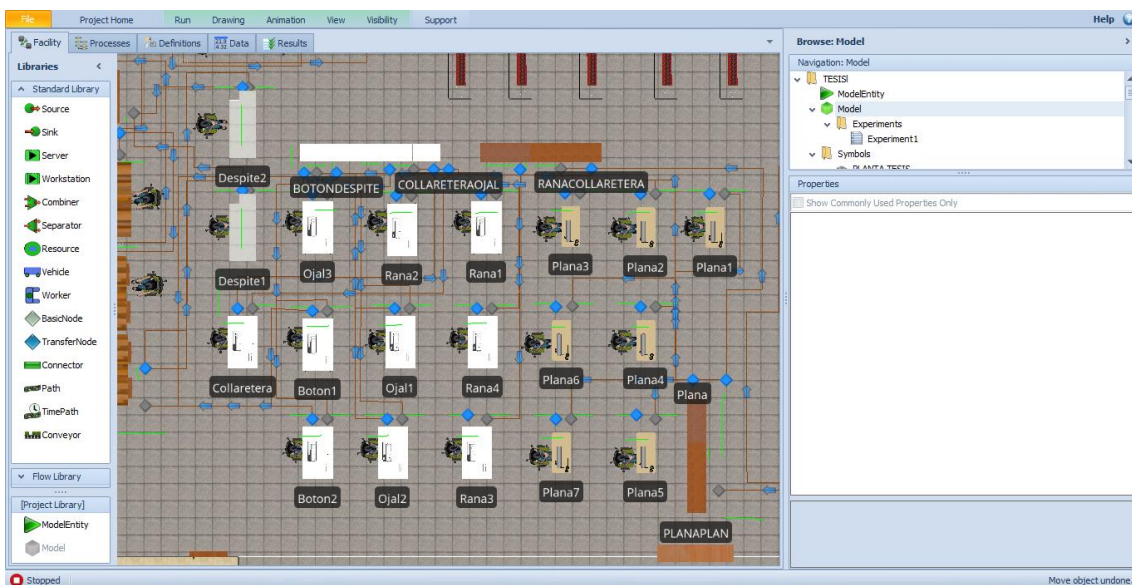 File Project Home Run Drawing Animation View Visibility Support Help
Facility Processes Definitions Data Results
Libraries
Standard Library
Source
Sink
Server
Workstation
Combiner
Separator
Resource
Vehicle
Worker
BasicNode
TransferNode
Connector
Path
TimePath
Conveyor
Flow Library
[Project Library]
ModelEntity
Model
Despite2
BOTONDESPITE COLLARETERAOJAL RANACOLLARETERA
Despite1 Ojal3 Rana2 Rana1 Plana3 Plana2 Plana1
Collaretera Boton1 Ojal1 Rana4 Plana6 Plana4 Plana
Boton2 Ojal2 Rana3 Plana7 Plana5
PLANAPLAN
Browse: Model
Navigation: Model
TESISI
ModelEntity
Model
Experiments
Experiment1
Symbols
PLANTA TESIS
Properties
Show Commonly Used Properties Only
Stopped Move object undone